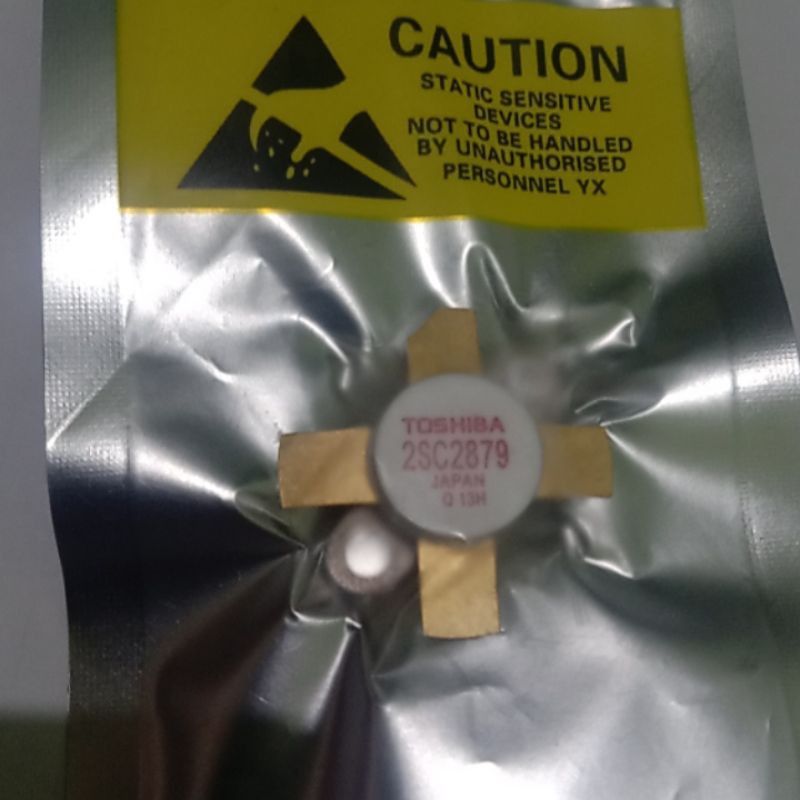 CAUTION
STATIC SENSITIVE
DEVICES
NOT TO BE HANDLED
BY UNAUTHORISED
PERSONNEL YX
TOSHIBA
2SC2879
JAPAN
Q 13H